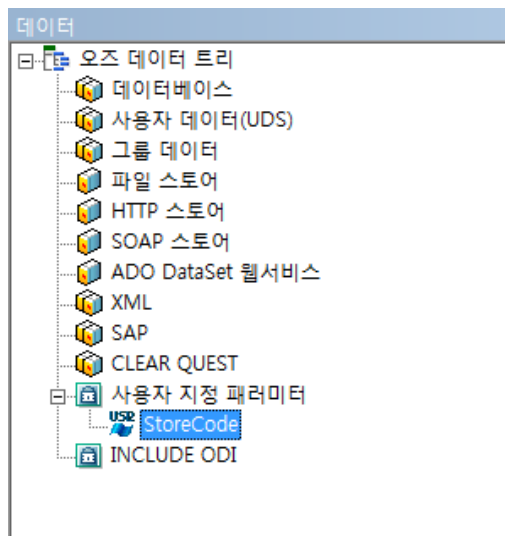 데이터
오즈 데이터 트리
데이터베이스
사용자 데이터(UDS)
그룹 데이터
파일 스토어
HTTP 스토어
SOAP 스토어
ADO DataSet 웹서비스
XML
SAP
CLEAR QUEST
사용자 지정 패러미터
USR StoreCode
INCLUDE ODI